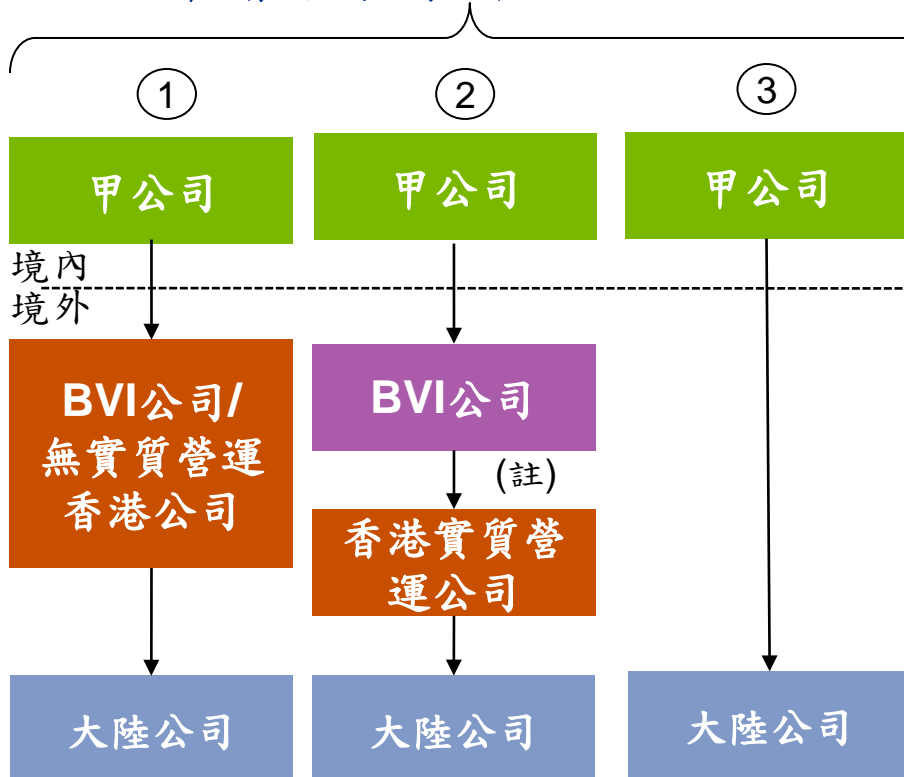 1
2
3
甲公司
甲公司
甲公司
境內
境外
BVI公司/
無實質營運
香港公司
BVI公司
(註)
香港實質營
運公司
大陸公司
大陸公司
大陸公司